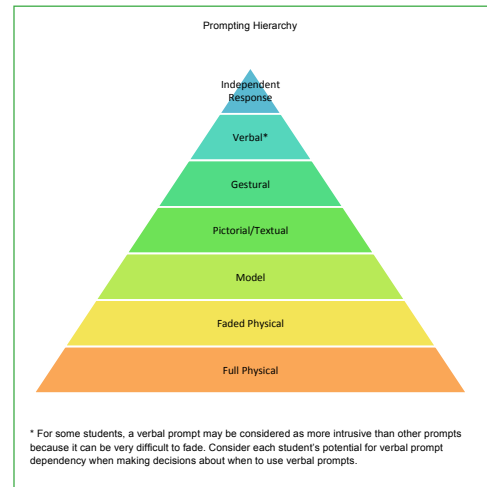 Prompting Hierarchy
Independent
Response
Verbal*
Gestural
Pictorial/Textual
Model
Faded Physical
Full Physical
* For some students, a verbal prompt may be considered as more intrusive than other prompts
because it can be very difficult to fade. Consider each student's potential for verbal prompt
dependency when making decisions about when to use verbal prompts.